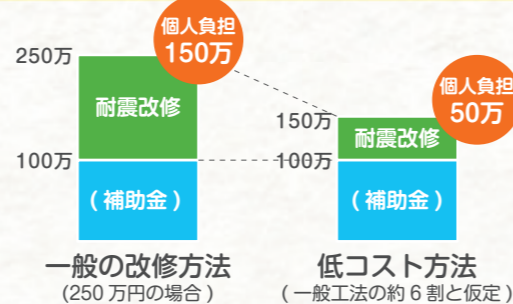 個人負担
150万
250万
耐震改修
100万
(補助金)
一般の改修方法
(250万円の場合)
個人負担
50万
150万
耐震改修
100万
(補助金)
低コスト方法
(一般工法の約6割と仮定)